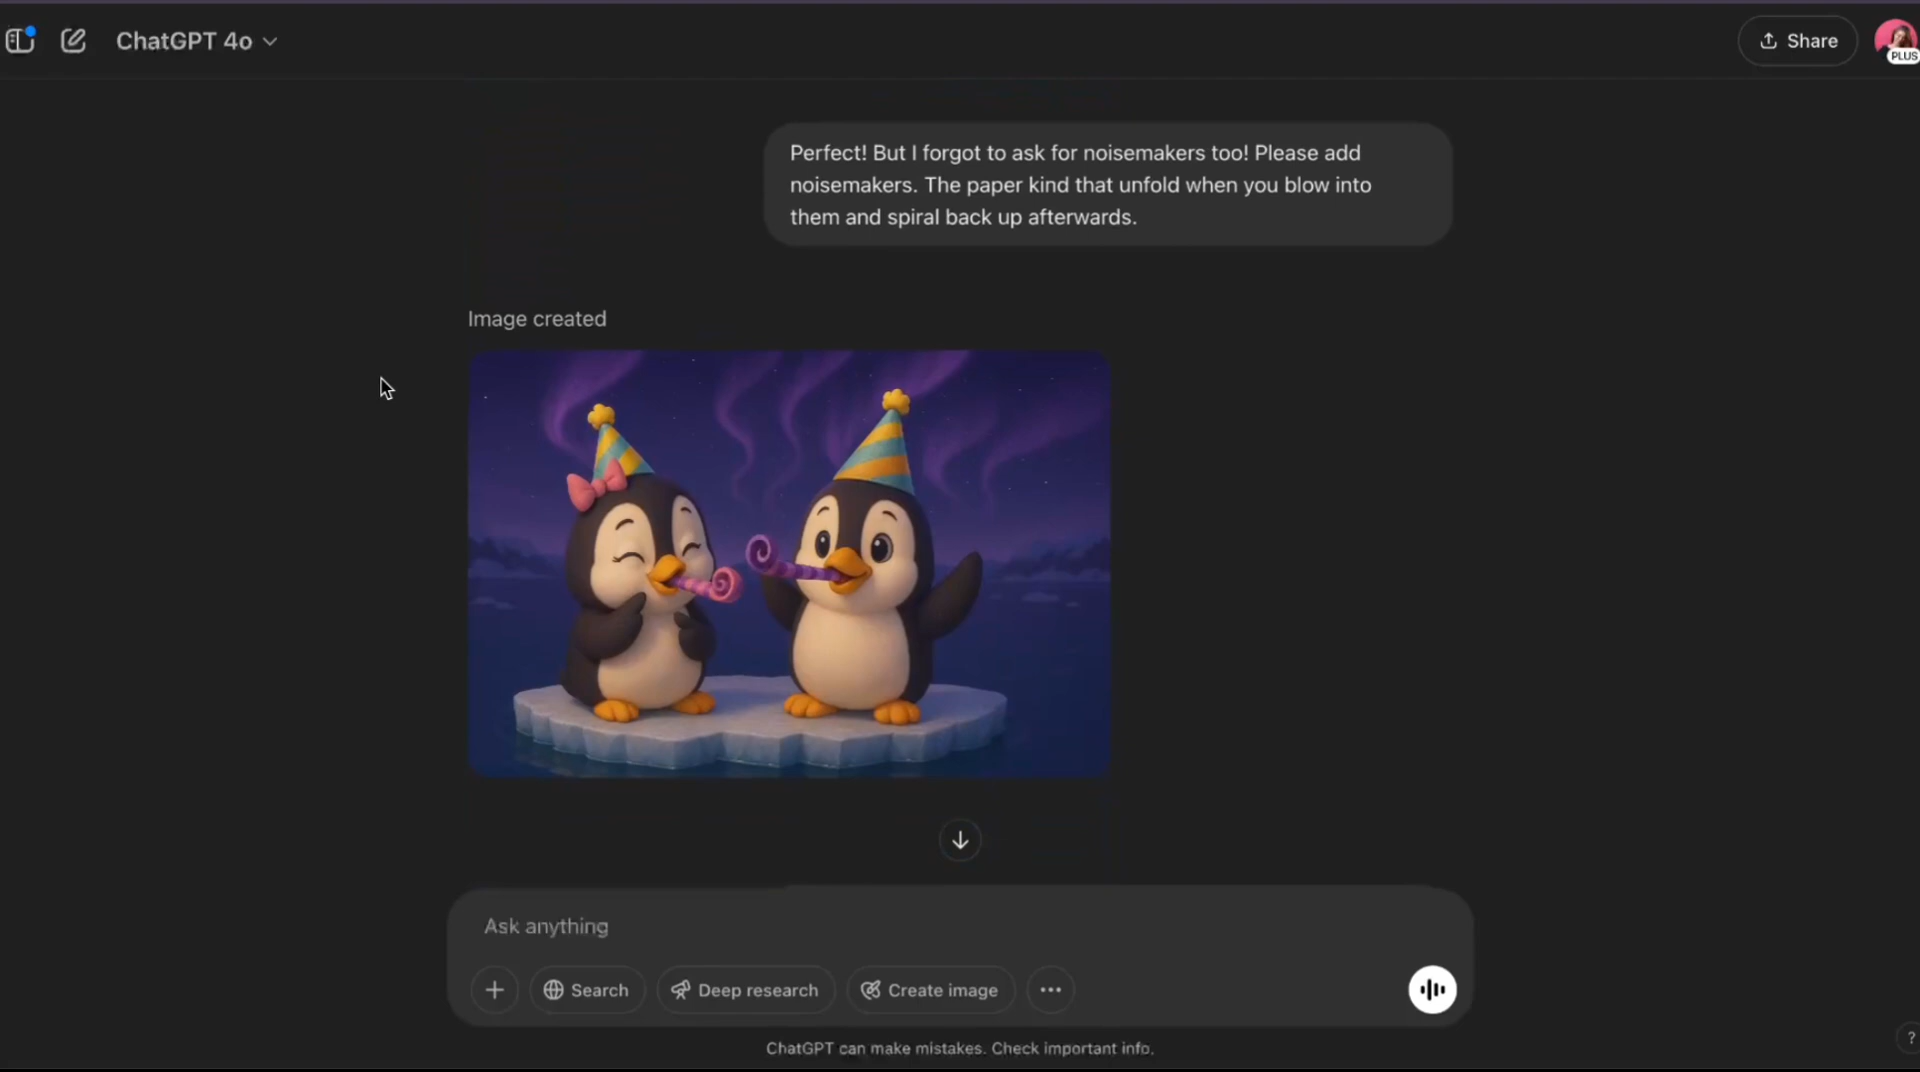 ChatGPT 4o
Share
PLUS
Perfect! But I forgot to ask for noisemakers too! Please add
noisemakers. The paper kind that unfold when you blow into
them and spiral back up afterwards.
Image created
Ask anything
Search
Deep research
Create image
ChatGPT can make mistakes. Check important info.
?